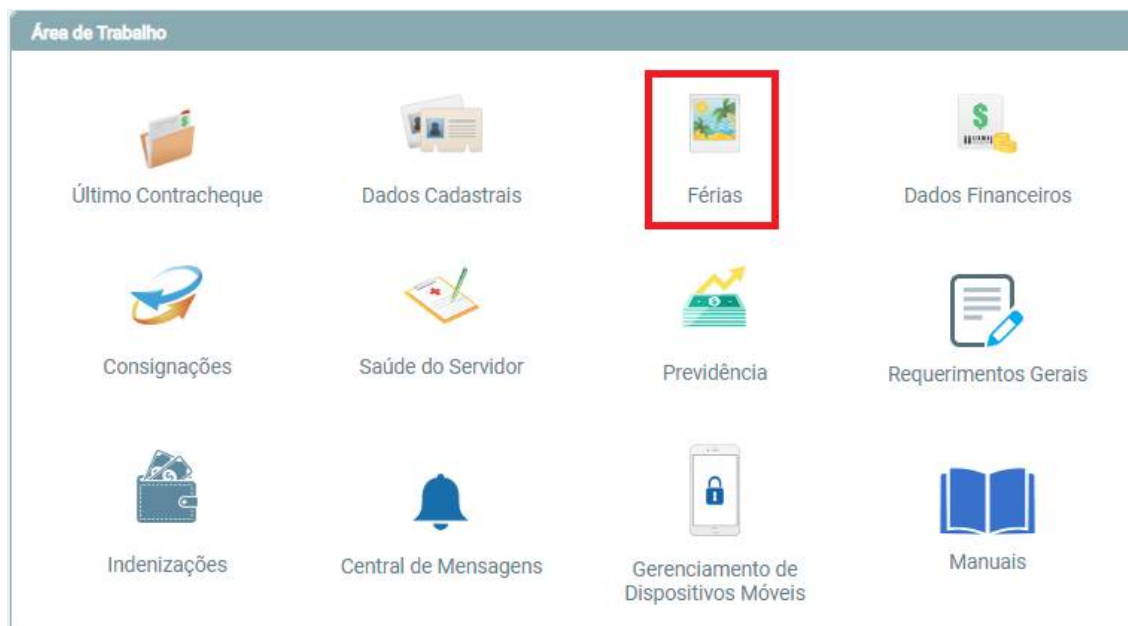 Área de Trabalho
Último Contracheque
Dados Cadastrais
Férias
Dados Financeiros
Consignações
Saúde do Servidor
Previdência
Requerimentos Gerais
Indenizações
Central de Mensagens
Gerenciamento de
Dispositivos Móveis
Manuais